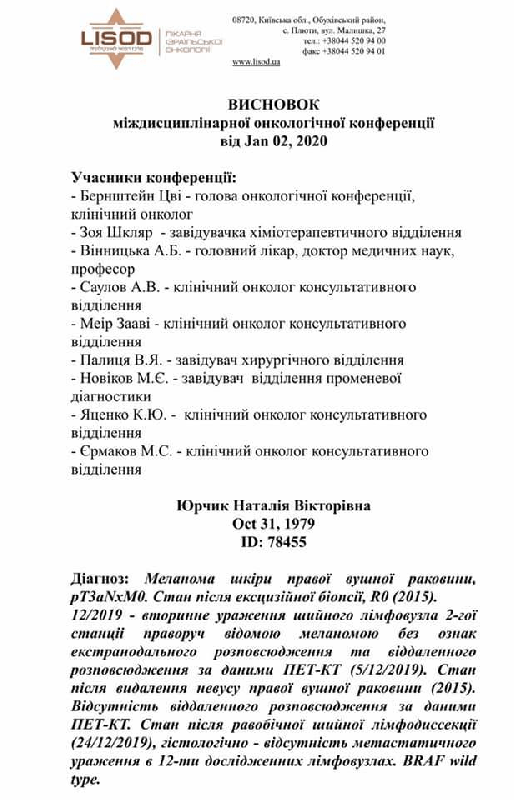 LISOD
ЛІКАРНЯ
ІЗРАЇЛЬСЬКОЇ
ОНКОЛОГІЇ
08720, Київська обл., Обухівський район,
с. Плюти, вул. Малишка, 27
тел.: +38044 520 94 00
факс +38044 520 94 01
www.lisod.ua
ВИСНОВОК
міждисциплінарної онкологічної конференції
від Jan 02, 2020
Учасники конференції:
- Бернштейн Цві - голова онкологічної конференції,
клінічний онколог
- Зоя Шкляр - завідувачка хіміотерапевтичного відділення
- Вінницька А.Б. - головний лікар, доктор медичних наук,
професор
- Саулов А.В. - клінічний онколог консультативного
відділення
- Меір Зааві - клінічний онколог консультативного
відділення
- Палиця В.Я. - завідувач хирургічного відділення
- Новіков М.Є. - завідувач відділення променевої
діагностики
- Яценко К.Ю. - клінічний онколог консультативного
відділення
- Єрмаков М.С. - клінічний онколог консультативного
відділення
Юрчик Наталія Вікторівна
Oct 31, 1979
ID: 78455
Діагноз: Меланома шкіри правої вушної раковини,
pT3aNxM0. Стан після ексцизійної біопсії, R0 (2015).
12/2019 - вторинне ураження шийного лімфовузла 2-гої
станції праворуч відомою меланомою без ознак
екстранодального розповсюдження та віддаленного
розповсюдження за даними ПЕТ-КТ (5/12/2019). Стан
після видалення невусу правої вушної раковини (2015).
Відсутність віддаленного розповсюдження за даними
ПЕТ-КТ. Стан після равобічної шийної лімфодиссекції
(24/12/2019), гістологічно - відсутність метастатичного
ураження в 12-ти дослідженних лімфовузлах. BRAF wild
type.